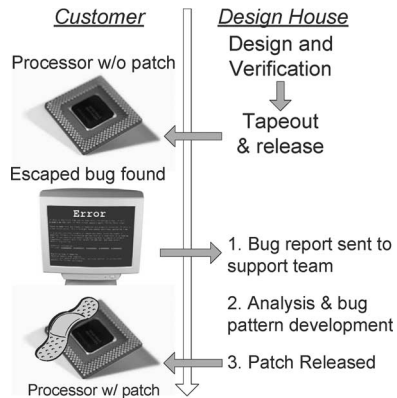 Customer
Design House
Processor w/o patch
Design and
Verification
Tapeout
& release
Escaped bug found
Error
1. Bug report sent to
support team
2. Analysis & bug
pattern development
3. Patch Released
Processor w/ patch